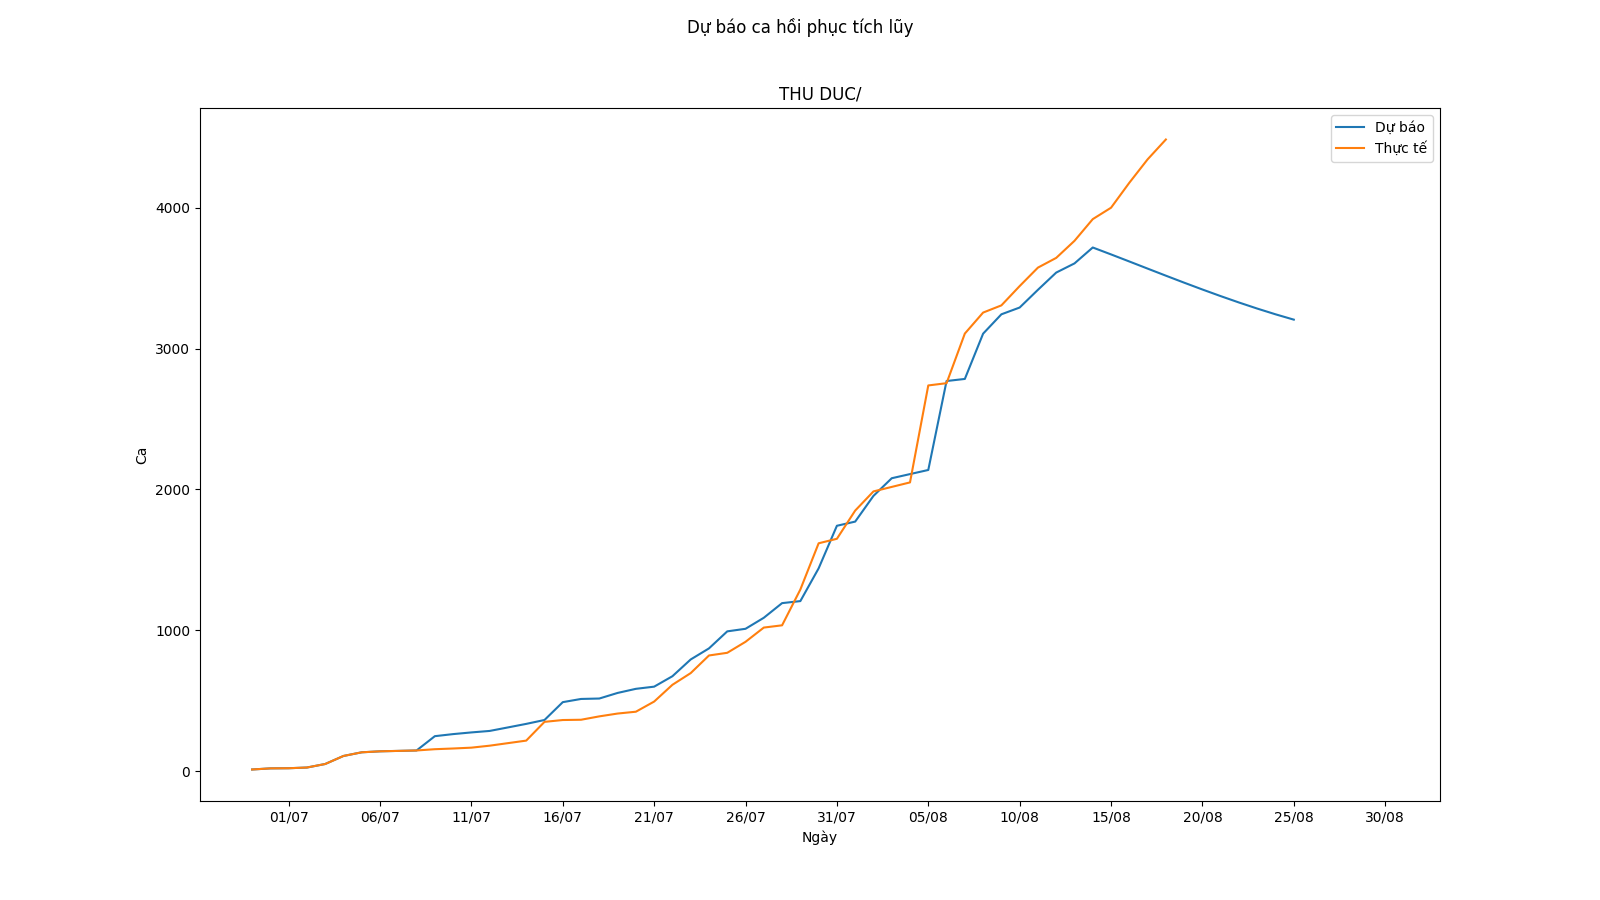 Dự báo ca hồi phục tích lũy
THU DUC/
Dự báo
Thực tế
4000
3000
2000
1000
0
Ca
01/07 06/07 11/07 16/07 21/07 26/07 31/07 05/08 10/08 15/08 20/08 25/08 30/08
Ngày